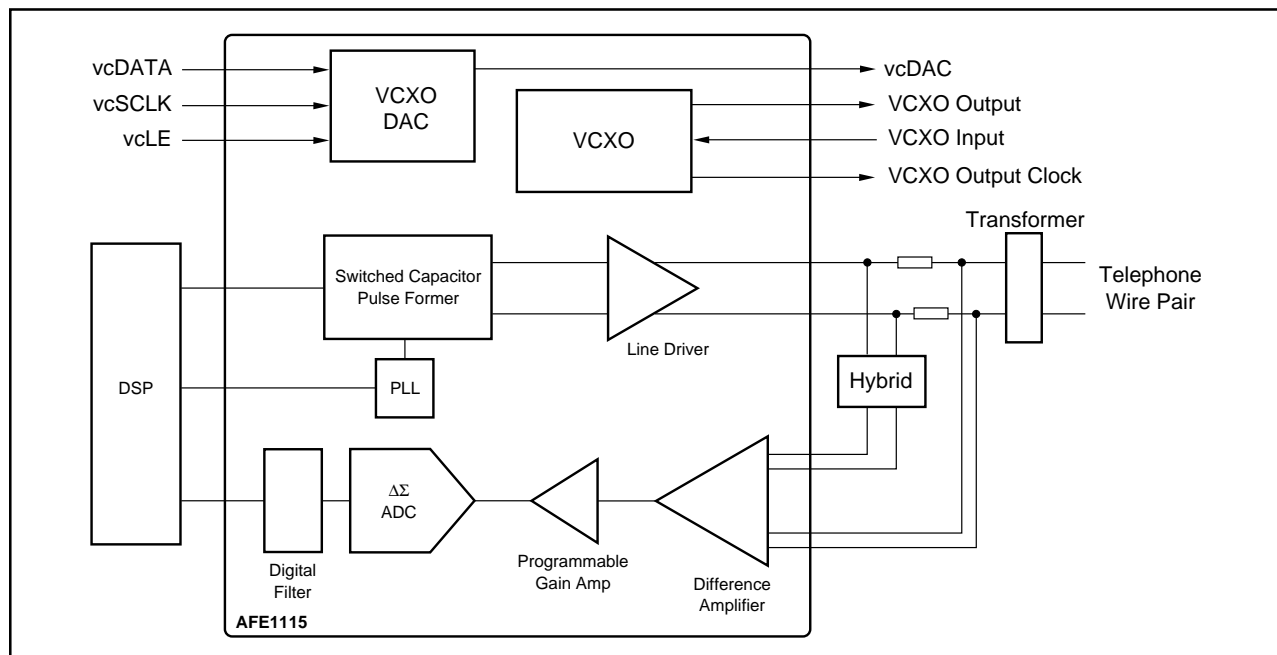 vcDATA
vcSCLK
vcLE
VCXO
DAC
VCXO
vcDAC
VCXO Output
VCXO Input
VCXO Output Clock
Transformer
Telephone
Wire Pair
DSP
Switched Capacitor
Pulse Former
PLL
Line Driver
Hybrid
Digital
Filter
ΔΣ
ADC
Programmable
Gain Amp
Difference
Amplifier
AFE1115